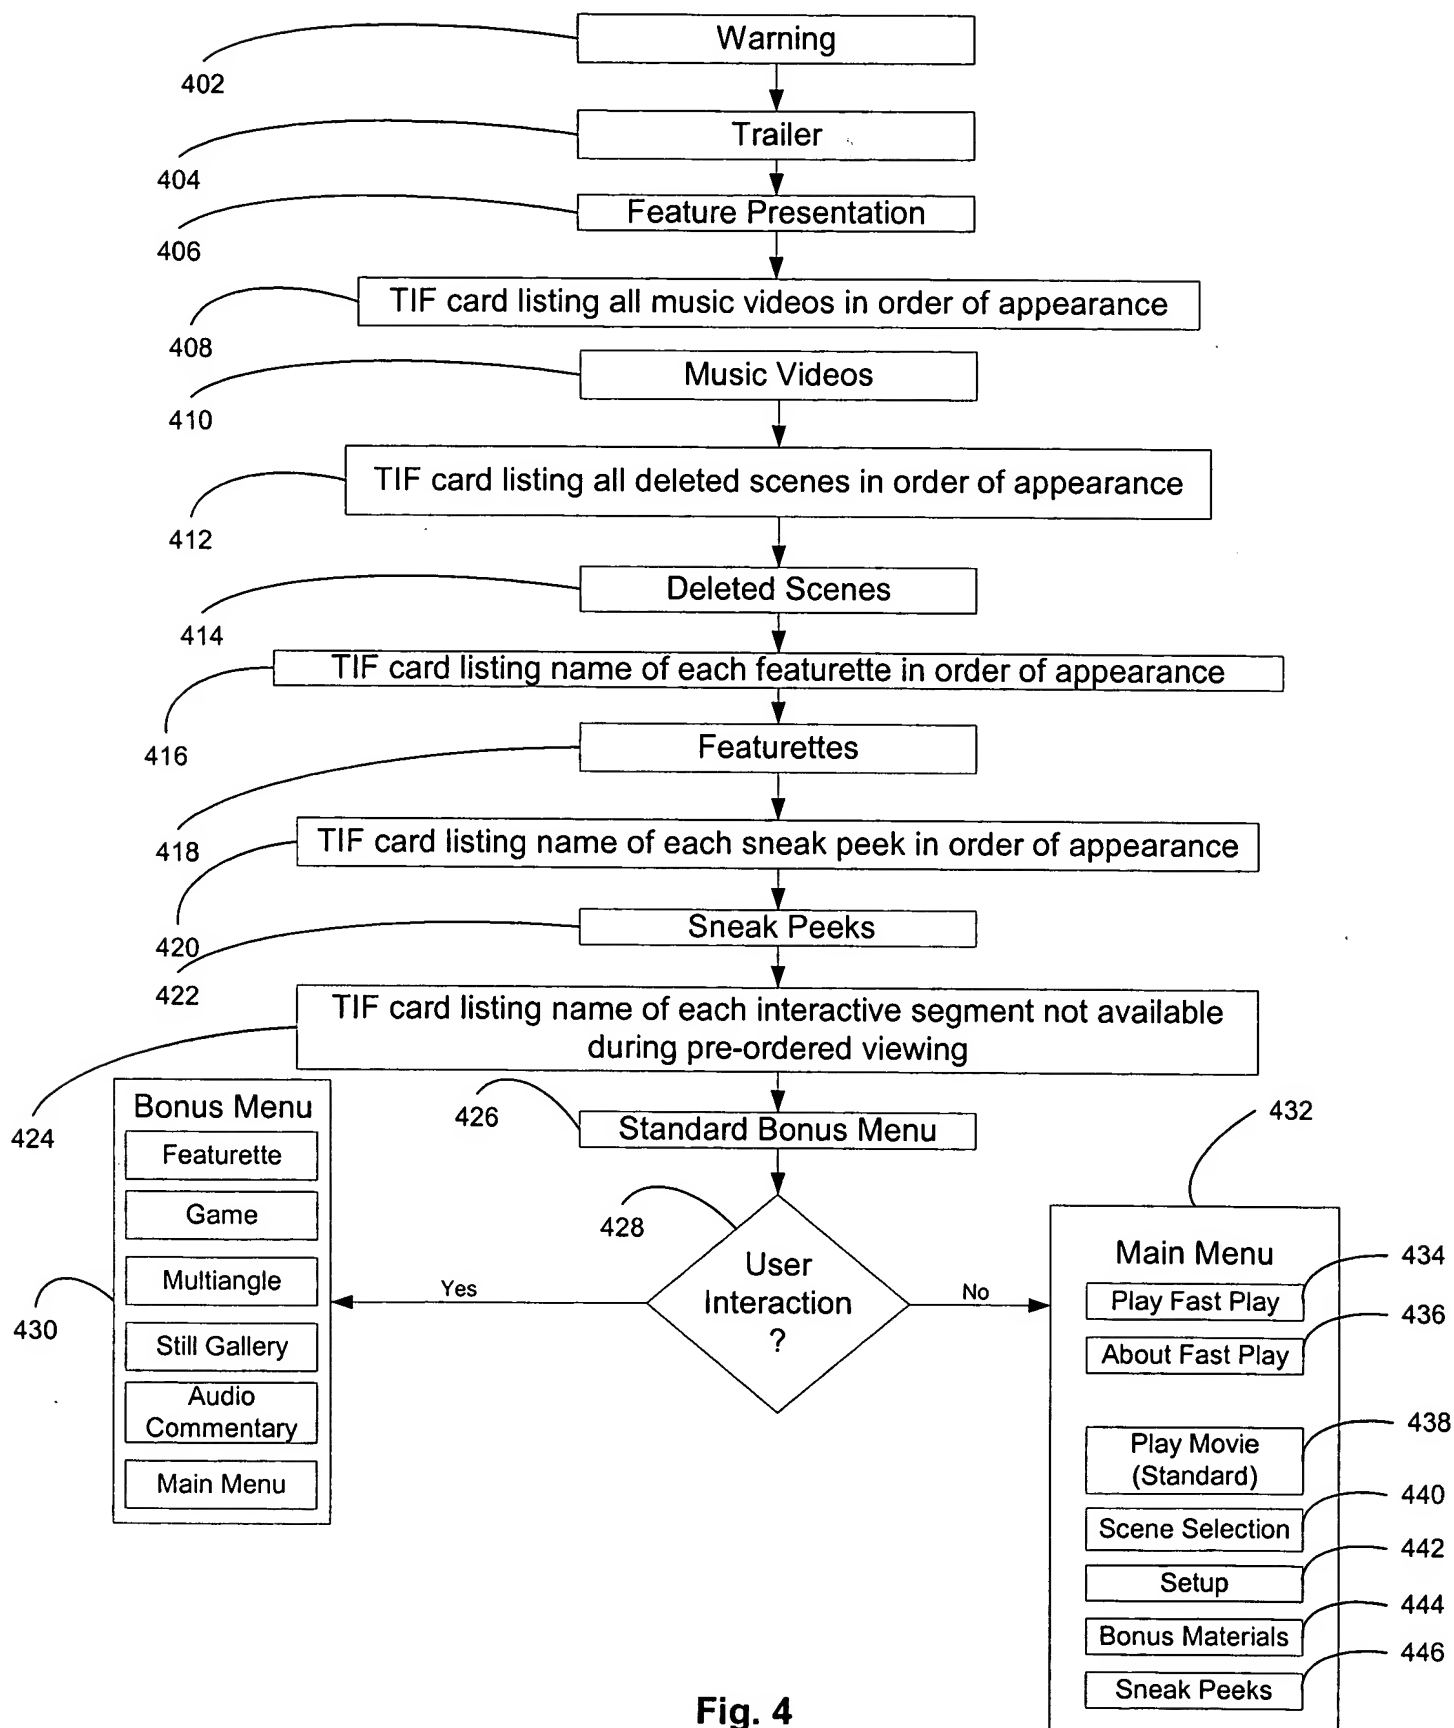 Warning
402
Trailer
404
Feature Presentation
406
TIF card listing all music videos in order of appearance
408
Music Videos
410
TIF card listing all deleted scenes in order of appearance
412
Deleted Scenes
414
TIF card listing name of each featurette in order of appearance
416
Featurettes
418
TIF card listing name of each sneak peek in order of appearance
420
Sneak Peeks
422
TIF card listing name of each interactive segment not available
during pre-ordered viewing
424
426
Standard Bonus Menu
428
User
Interaction
?
Yes
No
Bonus Menu
Featurette
Game
Multiangle
Still Gallery
Audio
Commentary
Main Menu
430
432
Main Menu
Play Fast Play
434
About Fast Play
436
Play Movie
(Standard)
438
Scene Selection
440
Setup
442
Bonus Materials
444
Sneak Peeks
446
Fig. 4